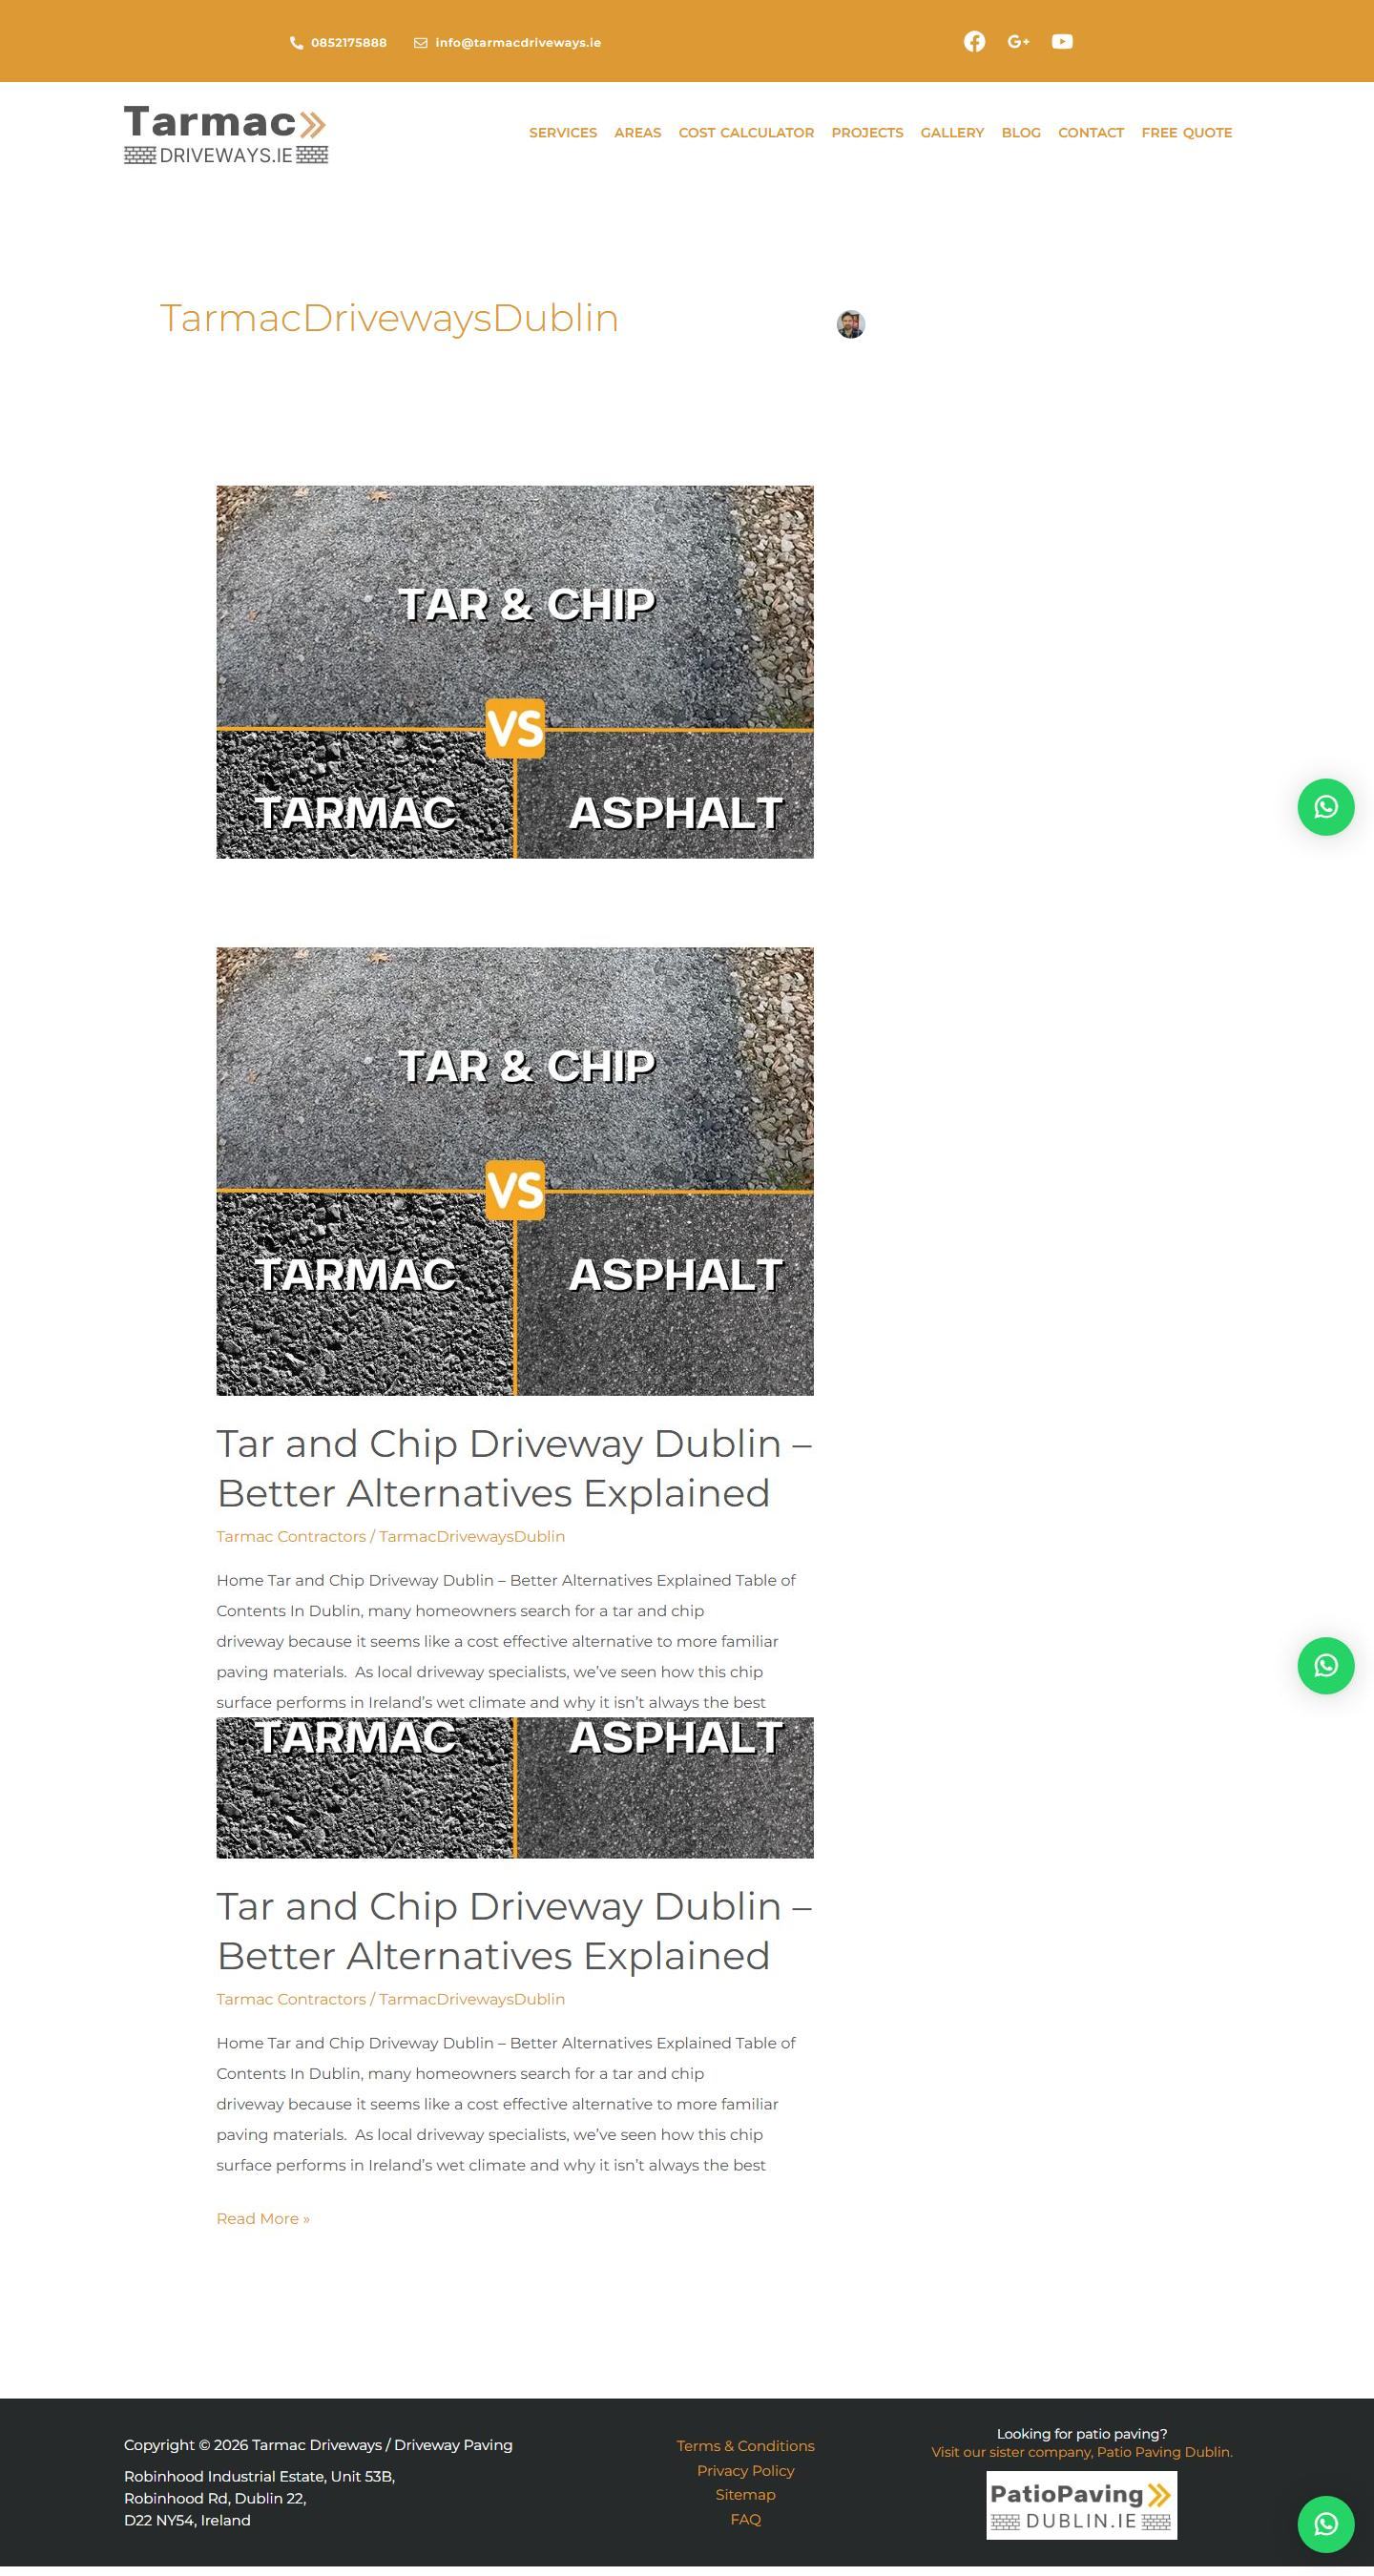 0852175888
info@tarmacdriveways.ie
G+
Tarmac
DRIVEWAYS.IE
SERVICES AREAS COST CALCULATOR PROJECTS GALLERY BLOG CONTACT FREE QUOTE
TarmacDrivewaysDublin
TAR & CHIP
VS
TARMAC ASPHALT
TAR & CHIP
VS
TARMAC ASPHALT
Tar and Chip Driveway Dublin –
Better Alternatives Explained
Tarmac Contractors / TarmacDrivewaysDublin
Home Tar and Chip Driveway Dublin – Better Alternatives Explained Table of
Contents In Dublin, many homeowners search for a tar and chip
driveway because it seems like a cost effective alternative to more familiar
paving materials.  As local driveway specialists, we’ve seen how this chip
surface performs in Ireland’s wet climate and why it isn’t always the best
TARMAC ASPHALT
Tar and Chip Driveway Dublin –
Better Alternatives Explained
Tarmac Contractors / TarmacDrivewaysDublin
Home Tar and Chip Driveway Dublin – Better Alternatives Explained Table of
Contents In Dublin, many homeowners search for a tar and chip
driveway because it seems like a cost effective alternative to more familiar
paving materials.  As local driveway specialists, we’ve seen how this chip
surface performs in Ireland’s wet climate and why it isn’t always the best
Read More »
Copyright © 2026 Tarmac Driveways / Driveway Paving
Robinhood Industrial Estate, Unit 53B,
Robinhood Rd, Dublin 22,
D22 NY54, Ireland
Terms & Conditions
Privacy Policy
Sitemap
FAQ
Looking for patio paving?
Visit our sister company, Patio Paving Dublin.
PatioPaving
DUBLIN.IE